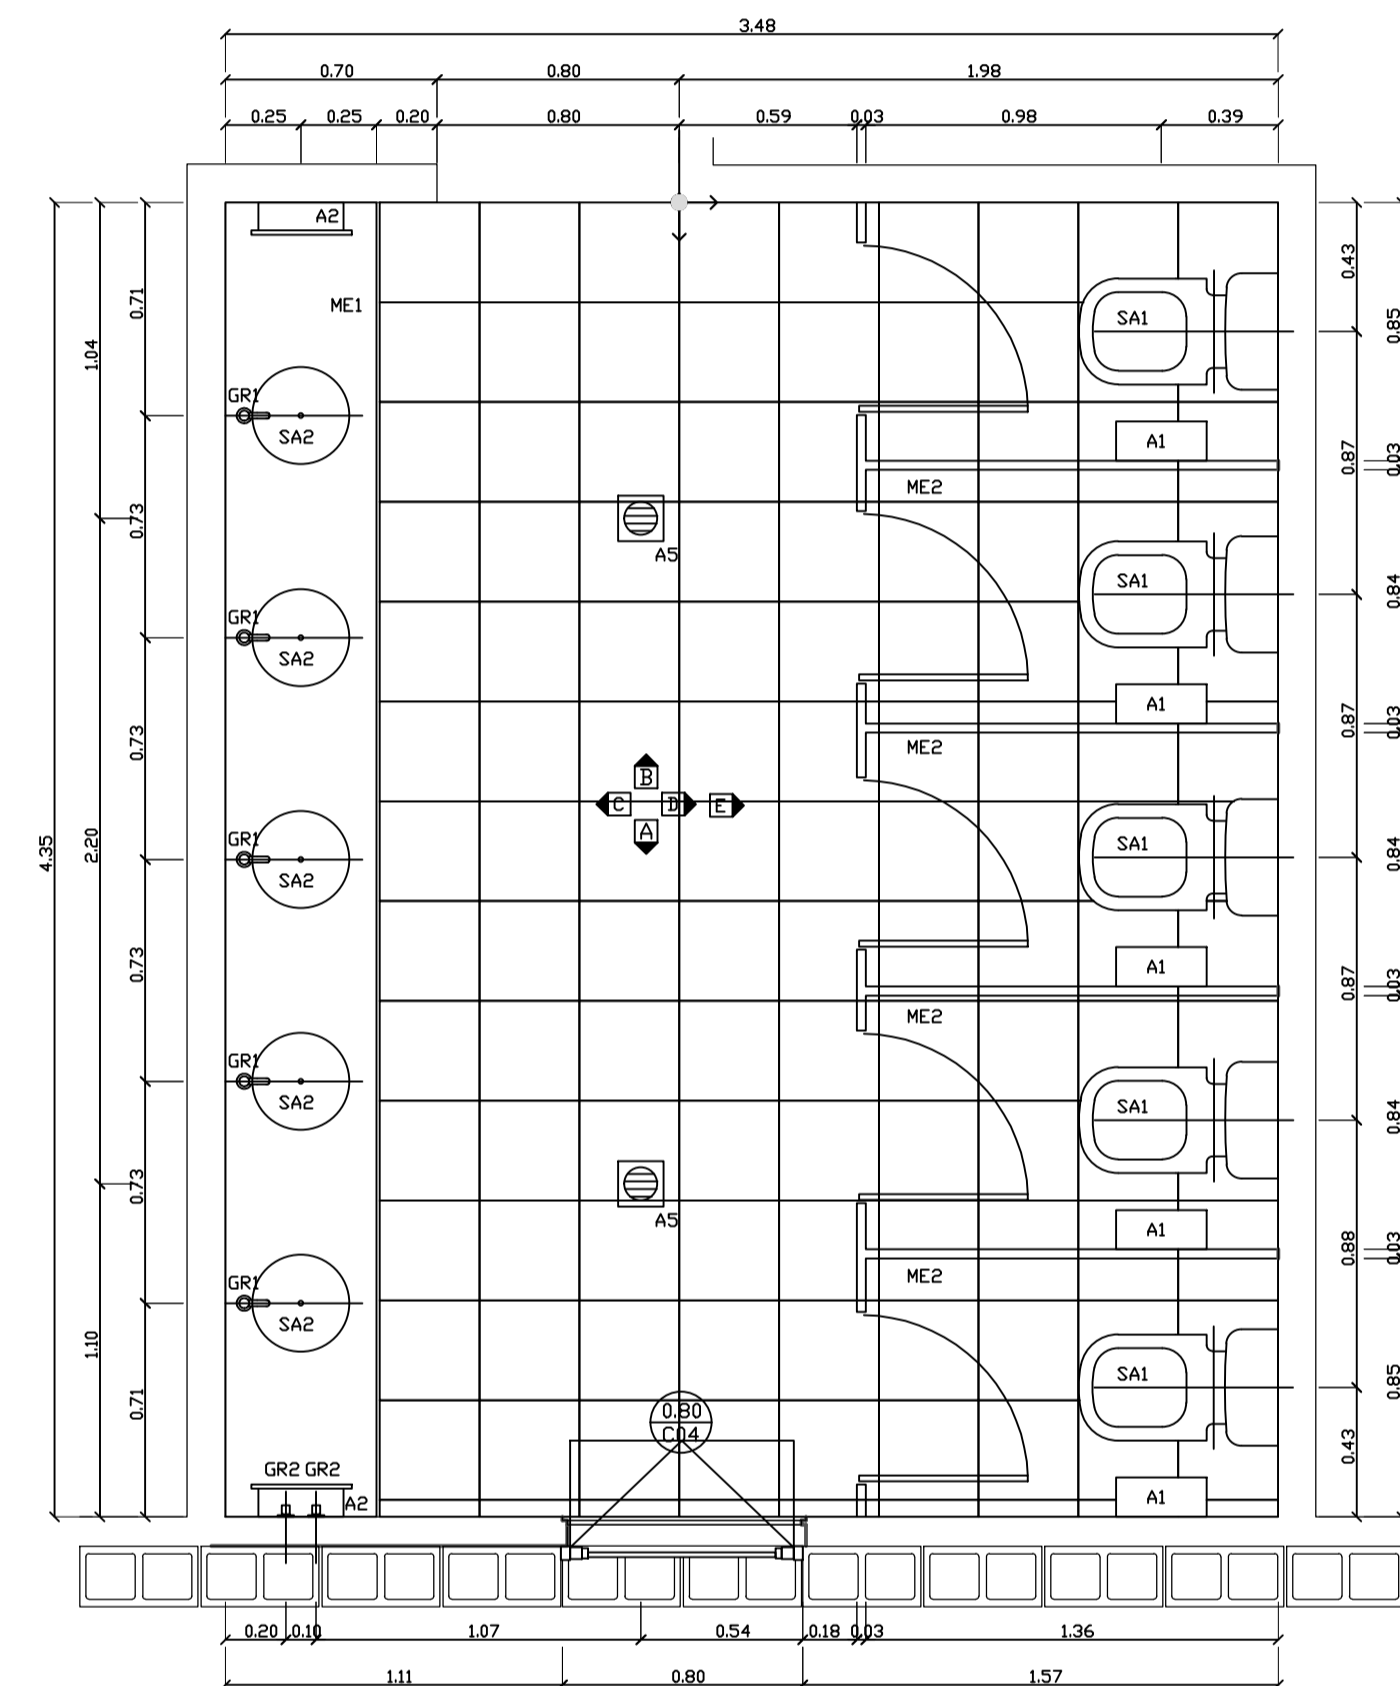 3.48
0.70 0.80 1.98
0.25 0.25 0.20 0.80 0.59 0.03 0.98 0.39
A2
ME1
0.71
1.04
0.43
0.85
SA1
GR1
SA2
A1
0.87
0.03
ME2
0.73
A5
SA1
0.84
GR1
SA2
A1
0.87
0.03
ME2
0.73
B
C D E
A
4.35
2.20
GR1
SA2
SA1
0.84
A1
0.87
0.03
0.73
ME2
GR1
SA2
SA1
0.84
0.73
A5
A1
0.88
0.03
ME2
GR1
SA2
1.10
0.71
SA1
0.85
0.43
0.80
C04
GR2 GR2
A2
A1
0.20 0.10 1.07 0.54 0.18 0.03 1.36
1.11 0.80 1.57